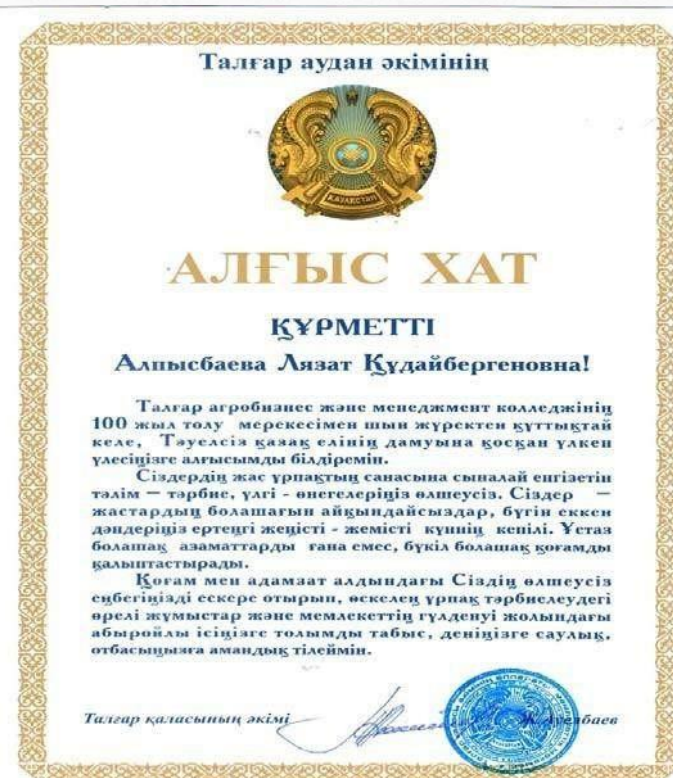 Талғар аудан әкімінің
ҚАЗАҚСТАН
АЛҒЫС ХАТ
ҚҰРМЕТТІ
Алпысбаева Лязат Құдайбергеновна!
Талғар агробизнес және менеджмент колледжінің
100 жыл толу мерекесімен шын жүректен құттықтай
келе, Тәуелсіз қазақ елінің дамуына қосқан үлкен
үлесіңізге алғысымды білдіремін.
Сіздердің жас ұрпақтың санасына сыналай енгізетін
тәлім – тәрбие, үлгі - өнегелеріңіз өлшеусіз. Сіздер –
жастардың болашағын айқындайсыздар, бүгін еккен
дәндеріңіз ертеңгі жеңісті - жемісті күннің кепілі. Ұстаз
болашақ азаматтарды ғана емес, бүкіл болашақ қоғамды
қалыптастырады.
Қоғам мен адамзат алдындағы Сіздің өлшеусіз
еңбегіңізді ескере отырып, өскелең ұрпақ тәрбиелеудегі
өрелі жұмыстар және мемлекеттің гүлденуі жолындағы
абыройлы ісіңізге толымды табыс, деніңізге саулық,
отбасыңызға амандық тілеймін.
Талғар қаласының әкімі